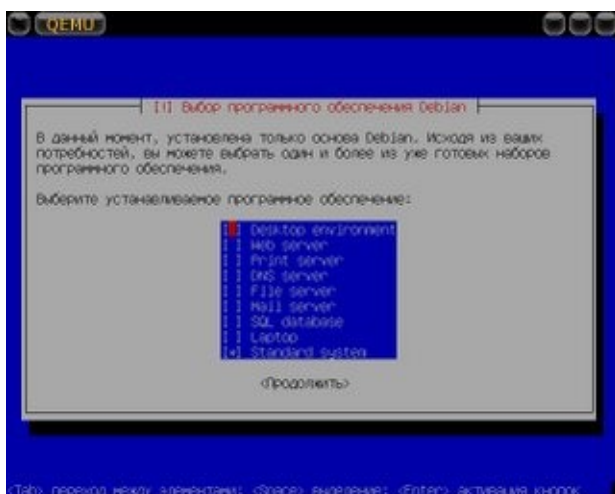 QEMU
[!] Выбор программного обеспечения Debian
В данный момент, установлена только основа Debian. Исходя из ваших
потребностей, вы можете выбрать один и более из уже готовых наборов
программного обеспечения.
Выберите устанавливаемое программное обеспечение:
[ ] Desktop environment
[ ] Web server
[ ] Print server
[ ] DNS server
[ ] File server
[ ] Mail server
[ ] SQL database
[ ] Laptop
[*] Standard system
<Продолжить>
<Tab> переход между элементами; <Space> выделение; <Enter> активация кнопок